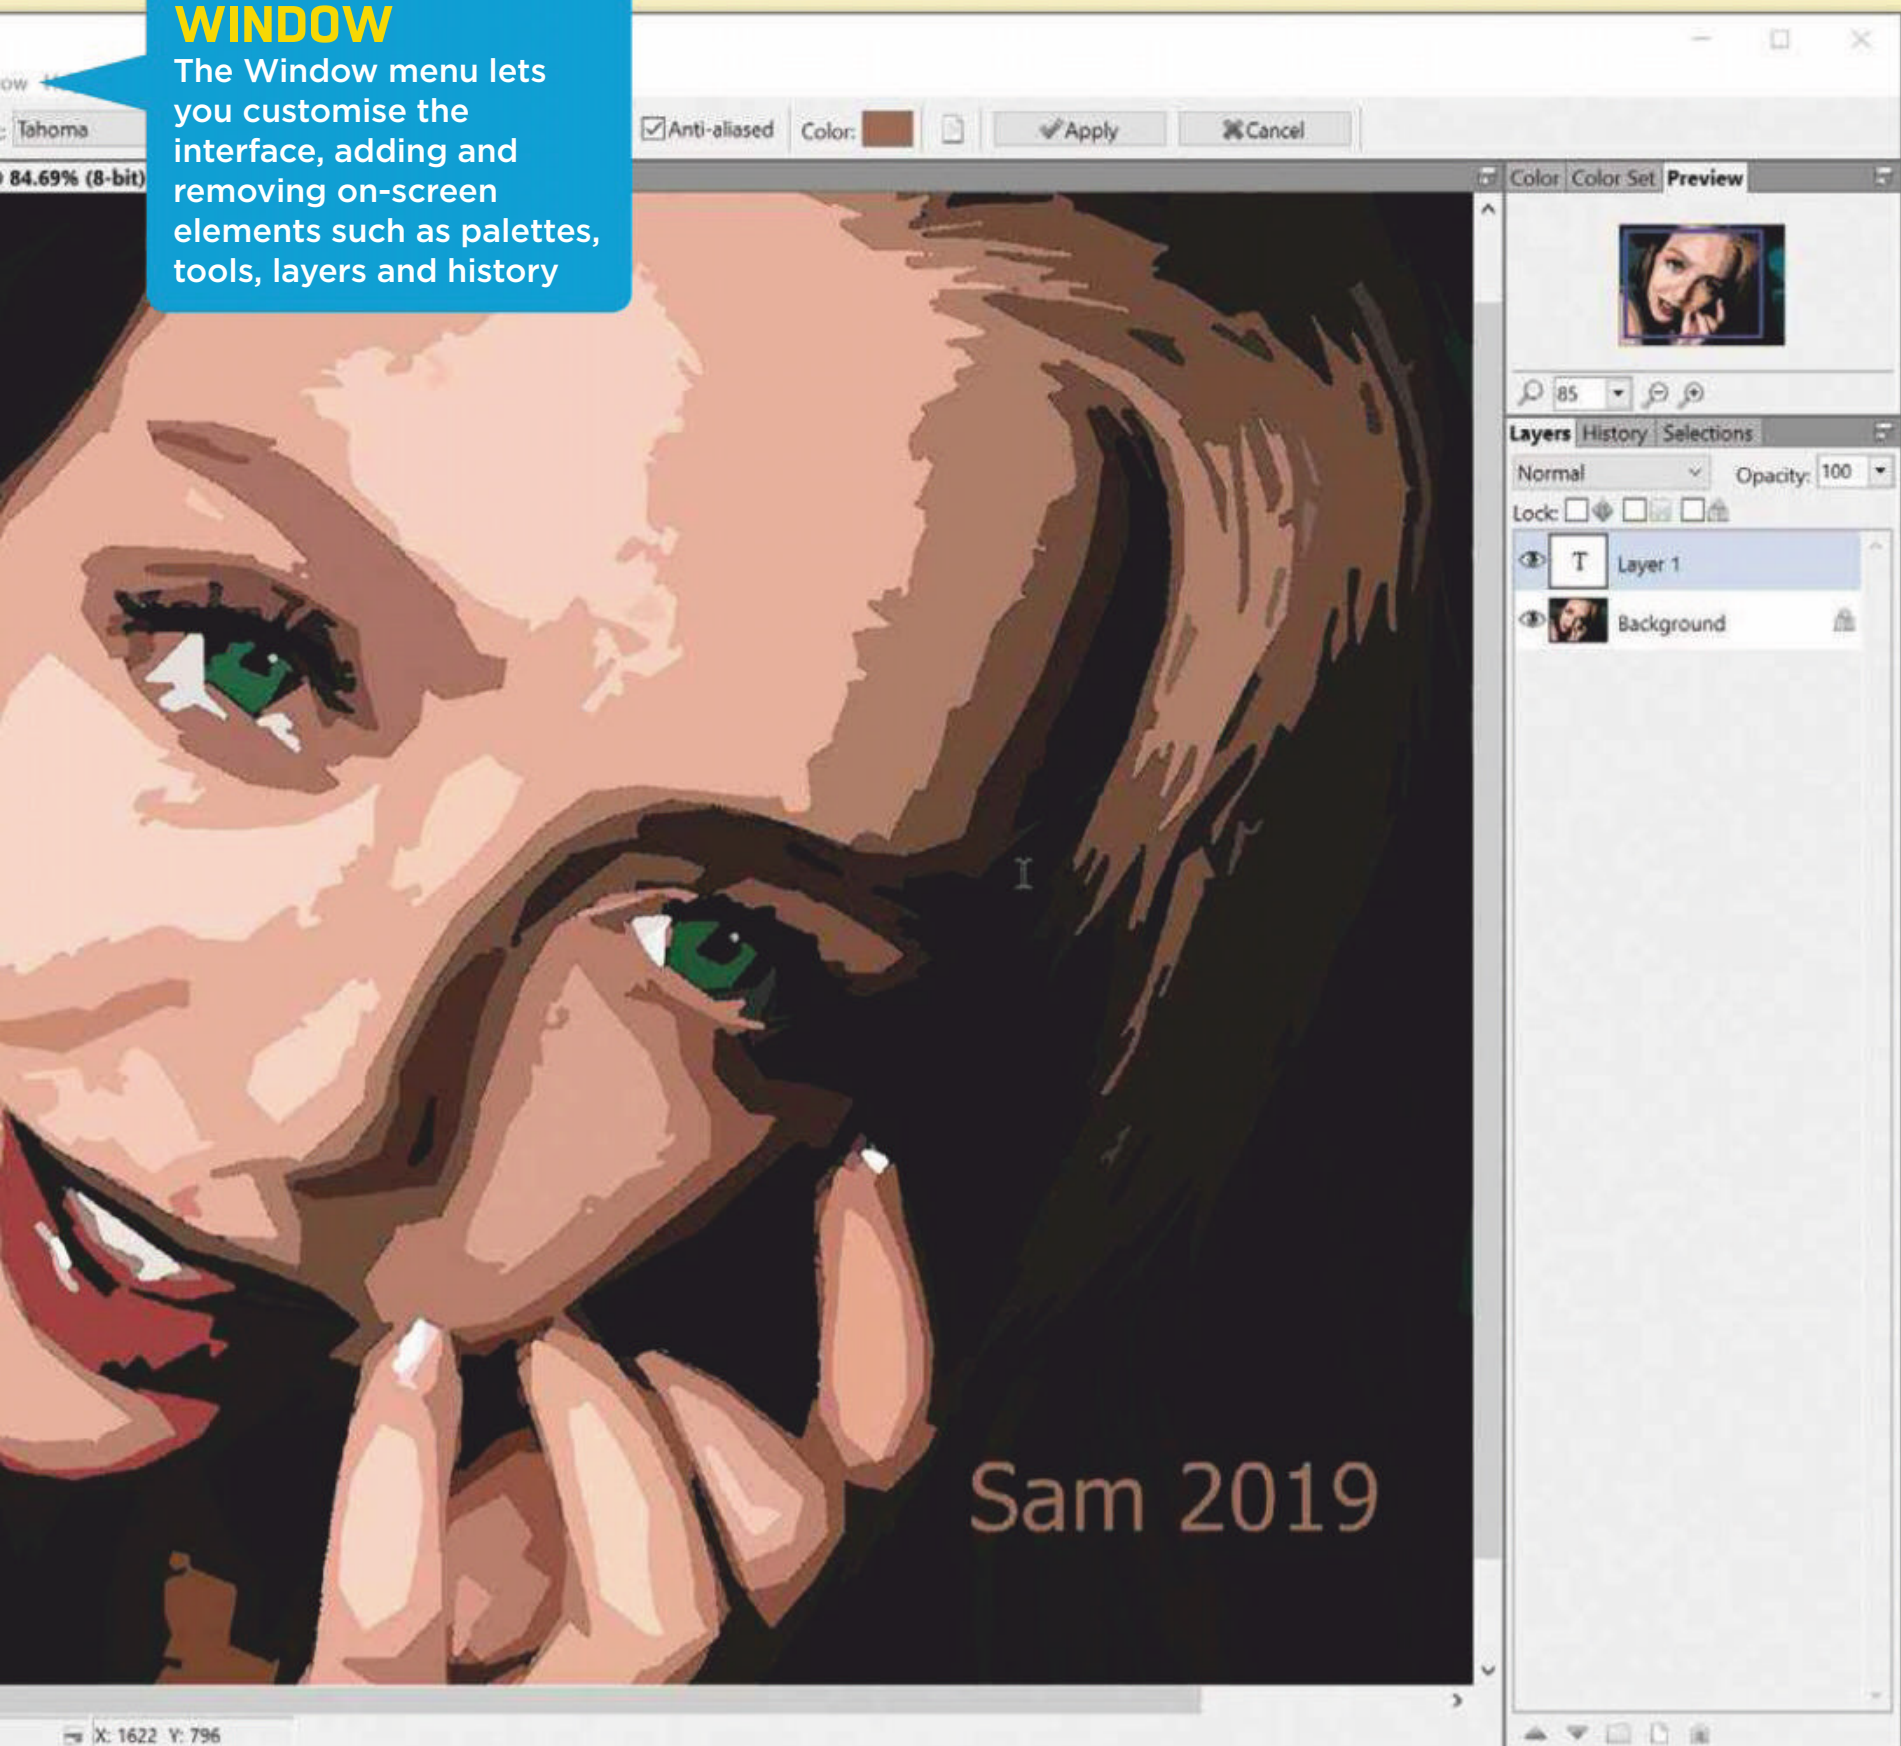 WINDOW
The Window menu lets
you customise the
interface, adding and
removing on-screen
elements such as palettes,
tools, layers and history
Tahoma
Anti-aliased Color: Apply Cancel
84.69% (8-bit)
Color Color Set Preview
85
Layers History Selections
Normal Opacity: 100
Lock:
T Layer 1
Background
Sam 2019
X: 1622 Y: 796